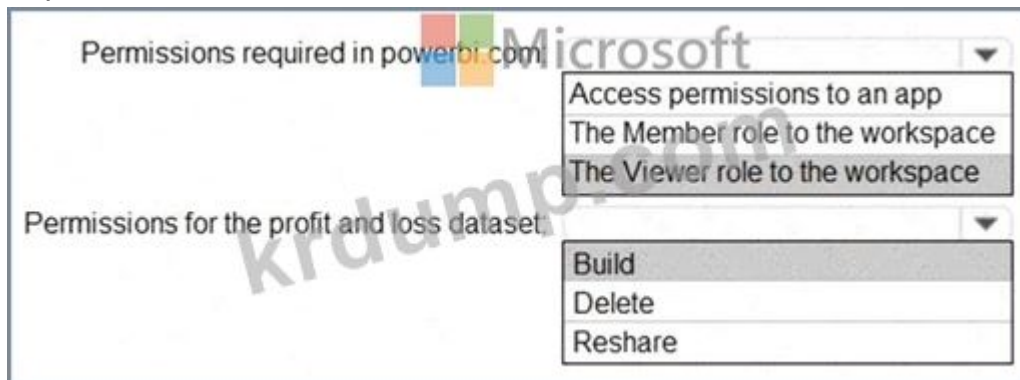 Microsoft
Permissions required in powerbi.com:
Access permissions to an app
The Member role to the workspace
The Viewer role to the workspace
Permissions for the profit and loss dataset:
Build
Delete
Reshare
krdump.com